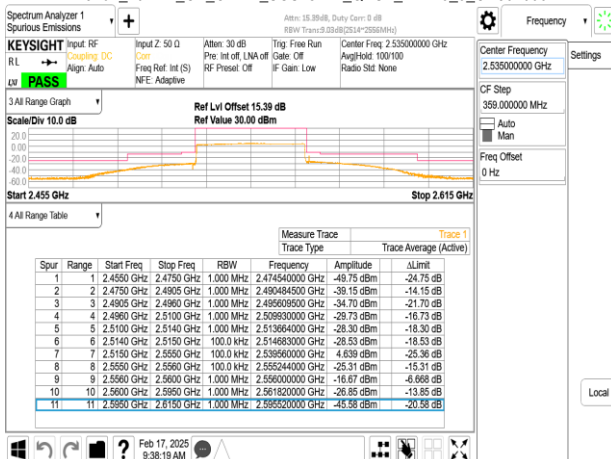 Spectrum Analyzer 1
Spurious Emissions
Attn: 15.39dB, Duty Corr: 0 dB
RBW Trans:9.03dB(2514~2556MHz)
Frequency
KEYSIGHT
RL
PASS
Input: RF
Coupling: DC
Align: Auto
Input Z: 50 Ω
Corr
Freq Ref: Int (S)
NFE: Adaptive
Atten: 30 dB
Pre: Int off, LNA off
RF Preset: Off
Trig: Free Run
Gate: Off
IF Gain: Low
Center Freq: 2.535000000 GHz
Avg|Hold: 100/100
Radio Std: None
Center Frequency
2.535000000 GHz
Settings
CF Step
359.000000 MHz
Auto
Man
Freq Offset
0 Hz
3 All Range Graph
Scale/Div 10.0 dB
Ref Lvl Offset 15.39 dB
Ref Value 30.00 dBm
20.0
0.00
-20.0
-40.0
-60.0
Start 2.455 GHz
Stop 2.615 GHz
4 All Range Table
Measure Trace Trace 1
Trace Type Trace Average (Active)
Spur Range Start Freq Stop Freq RBW Frequency Amplitude ΔLimit
1 1 2.4550 GHz 2.4750 GHz 1.000 MHz 2.474540000 GHz -49.75 dBm -24.75 dB
2 2 2.4750 GHz 2.4905 GHz 1.000 MHz 2.490484500 GHz -39.15 dBm -14.15 dB
3 3 2.4905 GHz 2.4960 GHz 1.000 MHz 2.495609500 GHz -34.70 dBm -21.70 dB
4 4 2.4960 GHz 2.5100 GHz 1.000 MHz 2.509930000 GHz -29.73 dBm -16.73 dB
5 5 2.5100 GHz 2.5140 GHz 1.000 MHz 2.513664000 GHz -28.30 dBm -18.30 dB
6 6 2.5140 GHz 2.5150 GHz 100.0 kHz 2.514683000 GHz -28.53 dBm -18.53 dB
7 7 2.5150 GHz 2.5550 GHz 100.0 kHz 2.539560000 GHz 4.639 dBm -25.36 dB
8 8 2.5550 GHz 2.5560 GHz 100.0 kHz 2.555244000 GHz -25.31 dBm -15.31 dB
9 9 2.5560 GHz 2.5600 GHz 1.000 MHz 2.556000000 GHz -16.67 dBm -6.668 dB
10 10 2.5600 GHz 2.5950 GHz 1.000 MHz 2.561820000 GHz -26.85 dBm -13.85 dB
11 11 2.5950 GHz 2.6150 GHz 1.000 MHz 2.595520000 GHz -45.58 dBm -20.58 dB
Local
?
Feb 17, 2025
9:38:19 AM